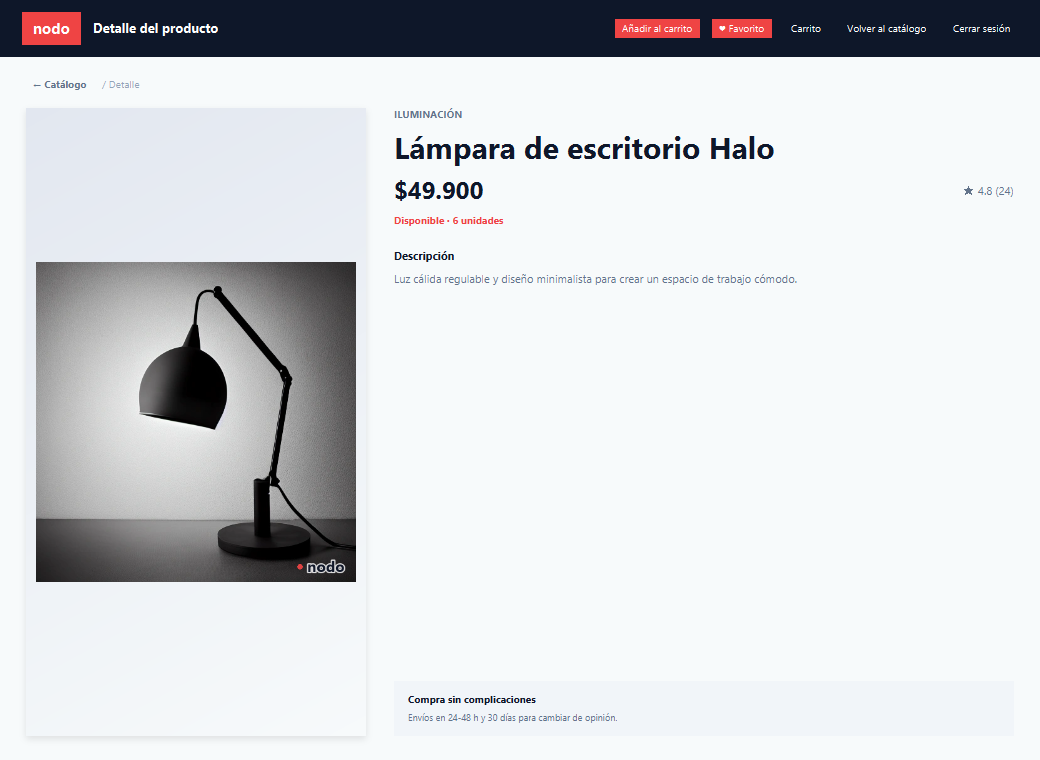 nodo
Detalle del producto
Añadir al carrito
❤ Favorito
Carrito
Volver al catálogo
Cerrar sesión
← Catálogo / Detalle
ILUMINACIÓN
Lámpara de escritorio Halo
$49.900
★ 4.8 (24)
Disponible · 6 unidades
Descripción
Luz cálida regulable y diseño minimalista para crear un espacio de trabajo cómodo.
nodo
Compra sin complicaciones
Envíos en 24-48 h y 30 días para cambiar de opinión.